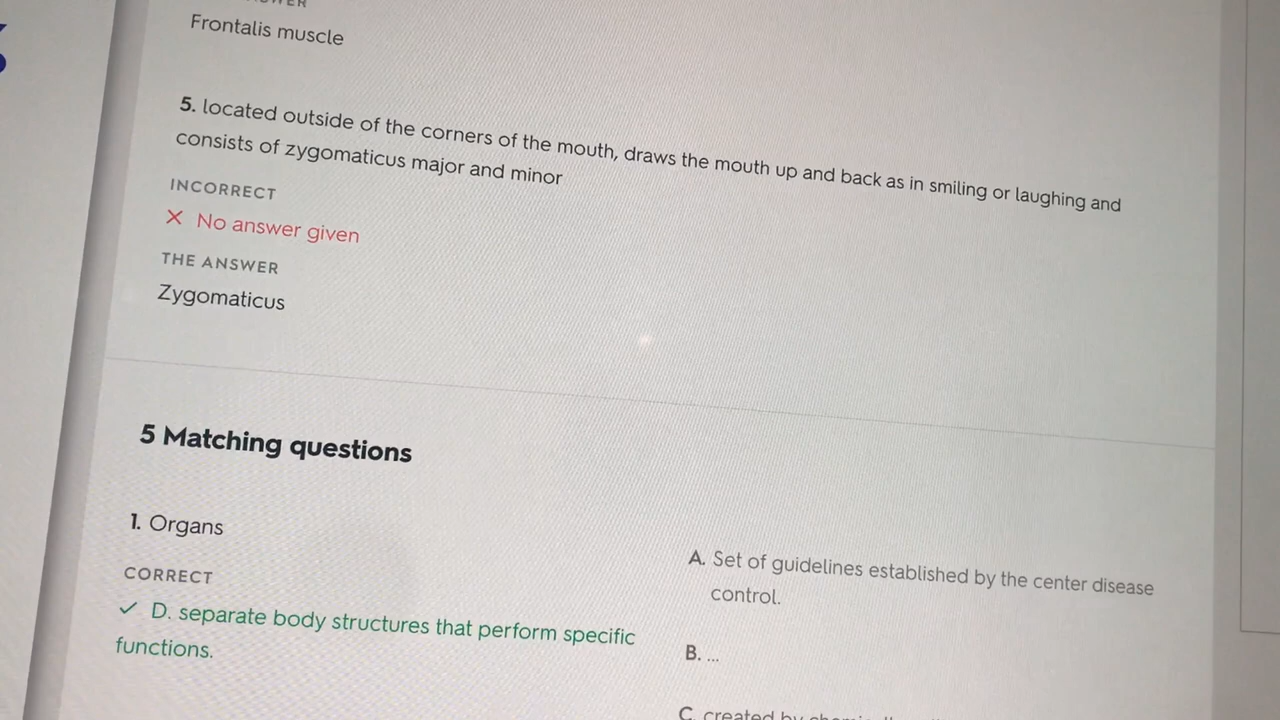 Frontalis muscle
5. located outside of the corners of the mouth, draws the mouth up and back as in smiling or laughing and
consists of zygomaticus major and minor
INCORRECT
✕ No answer given
THE ANSWER
Zygomaticus
5 Matching questions
1. Organs
CORRECT
✓ D. separate body structures that perform specific
functions.
A. Set of guidelines established by the center disease
control.
B. ...
C. created by